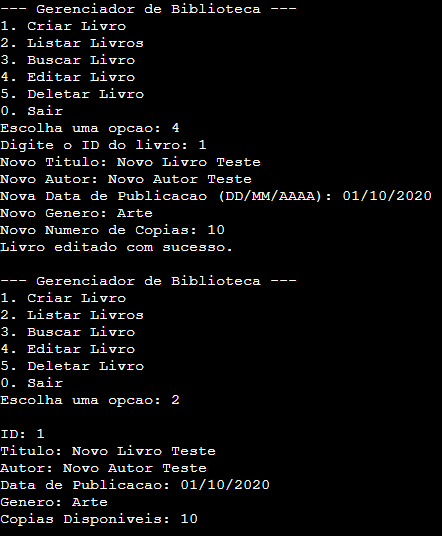 --- Gerenciador de Biblioteca ---
1. Criar Livro
2. Listar Livros
3. Buscar Livro
4. Editar Livro
5. Deletar Livro
0. Sair
Escolha uma opcao: 4
Digite o ID do livro: 1
Novo Titulo: Novo Livro Teste
Novo Autor: Novo Autor Teste
Nova Data de Publicacao (DD/MM/AAAA): 01/10/2020
Novo Genero: Arte
Novo Numero de Copias: 10
Livro editado com sucesso.

--- Gerenciador de Biblioteca ---
1. Criar Livro
2. Listar Livros
3. Buscar Livro
4. Editar Livro
5. Deletar Livro
0. Sair
Escolha uma opcao: 2

ID: 1
Titulo: Novo Livro Teste
Autor: Novo Autor Teste
Data de Publicacao: 01/10/2020
Genero: Arte
Copias Disponiveis: 10